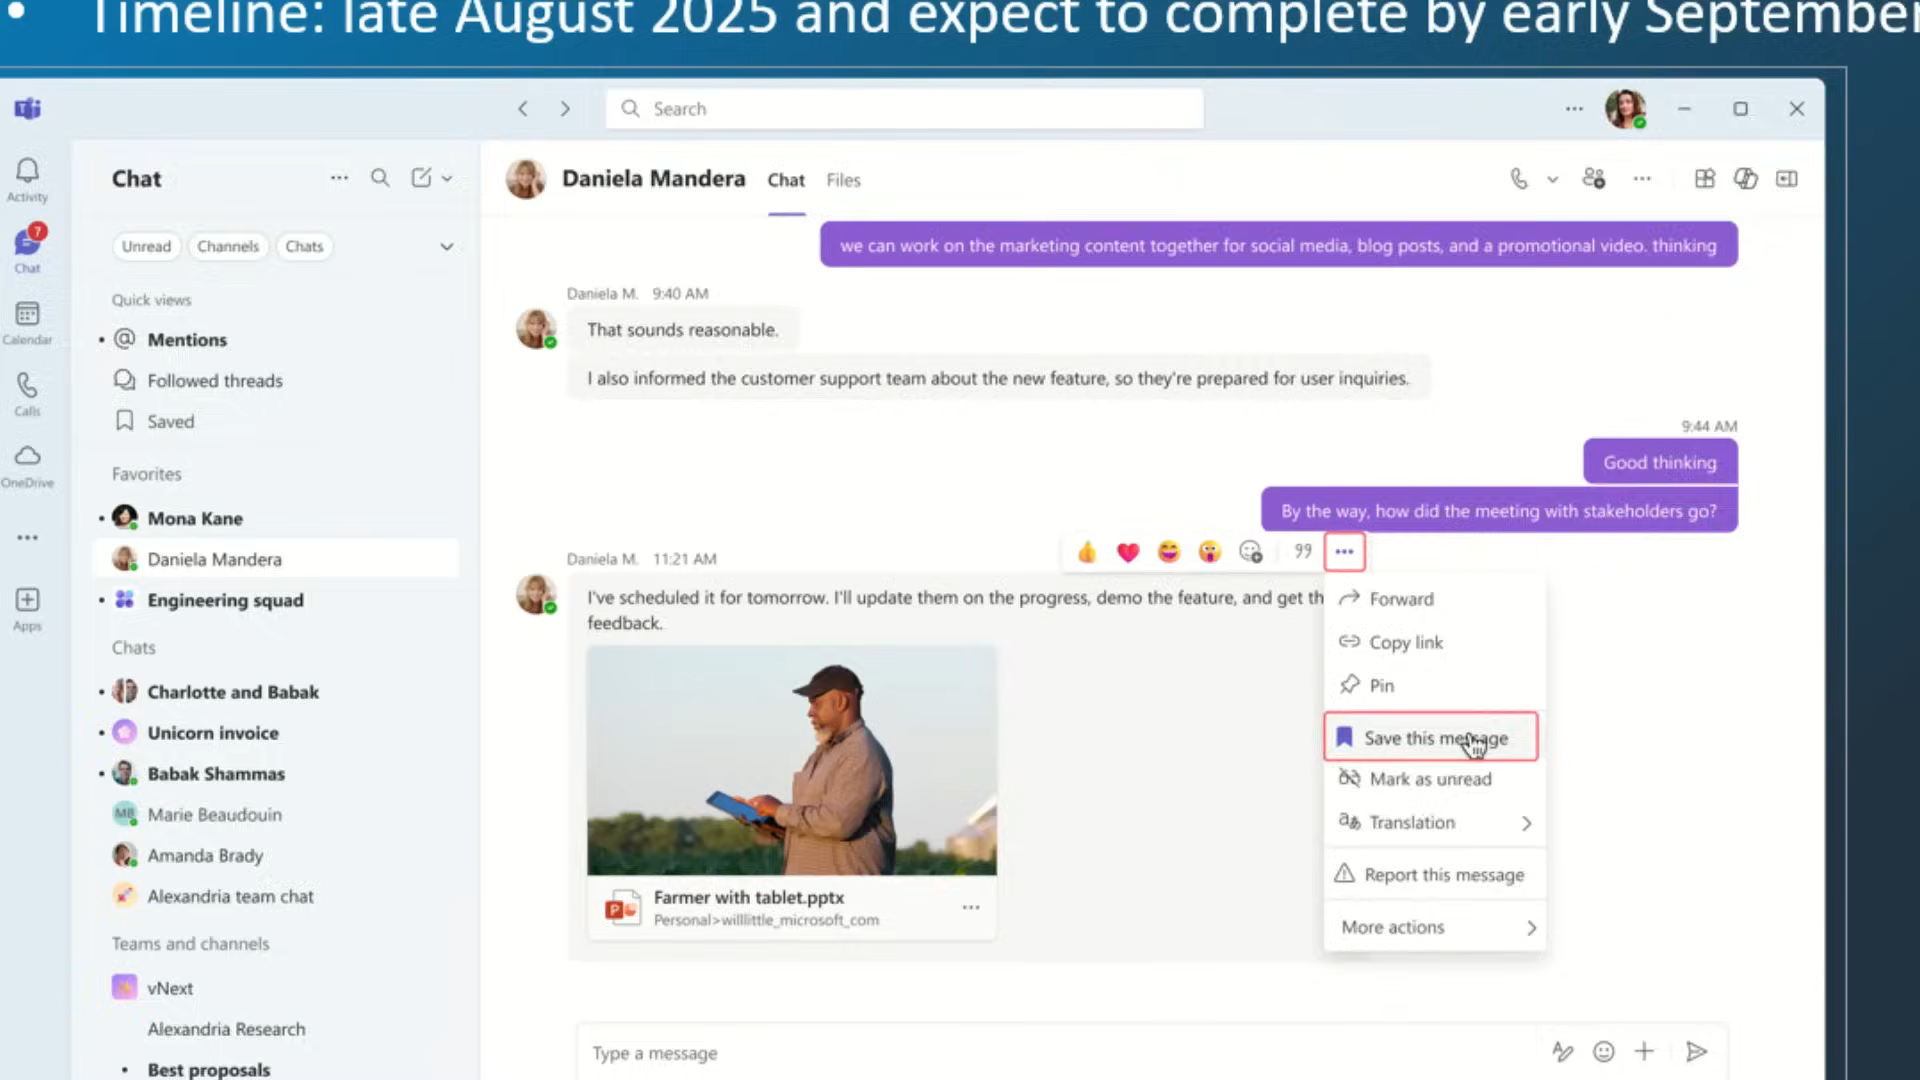 • Timeline: late August 2025 and expect to complete by early September
Search
Activity
7
Chat
Calendar
Calls
OneDrive
Apps
Chat
Unread
Channels
Chats
Quick views
Mentions
Followed threads
Saved
Favorites
Mona Kane
Daniela Mandera
Engineering squad
Chats
Charlotte and Babak
Unicorn invoice
Babak Shammas
MB Marie Beaudouin
Amanda Brady
Alexandria team chat
Teams and channels
vNext
Alexandria Research
Best proposals
Daniela Mandera Chat Files
we can work on the marketing content together for social media, blog posts, and a promotional video. thinking
Daniela M. 9:40 AM
That sounds reasonable.
I also informed the customer support team about the new feature, so they're prepared for user inquiries.
9:44 AM
Good thinking
By the way, how did the meeting with stakeholders go?
Daniela M. 11:21 AM
I've scheduled it for tomorrow. I'll update them on the progress, demo the feature, and get th
feedback.
Farmer with tablet.pptx
Personal>willlittle_microsoft_com
Forward
Copy link
Pin
Save this message
Mark as unread
Translation
Report this message
More actions
Type a message